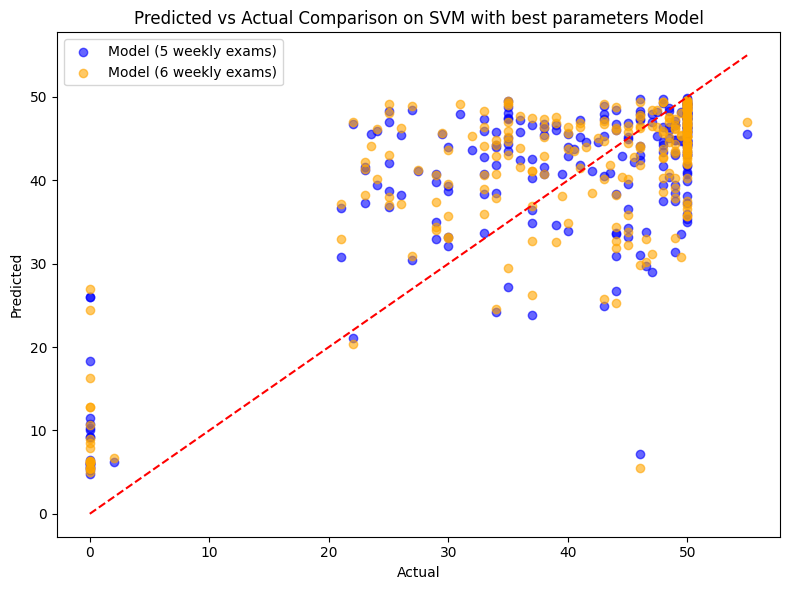 Predicted vs Actual Comparison on SVM with best parameters Model
Model (5 weekly exams)
Model (6 weekly exams)
Predicted
50
40
30
20
10
0
0 10 20 30 40 50
Actual